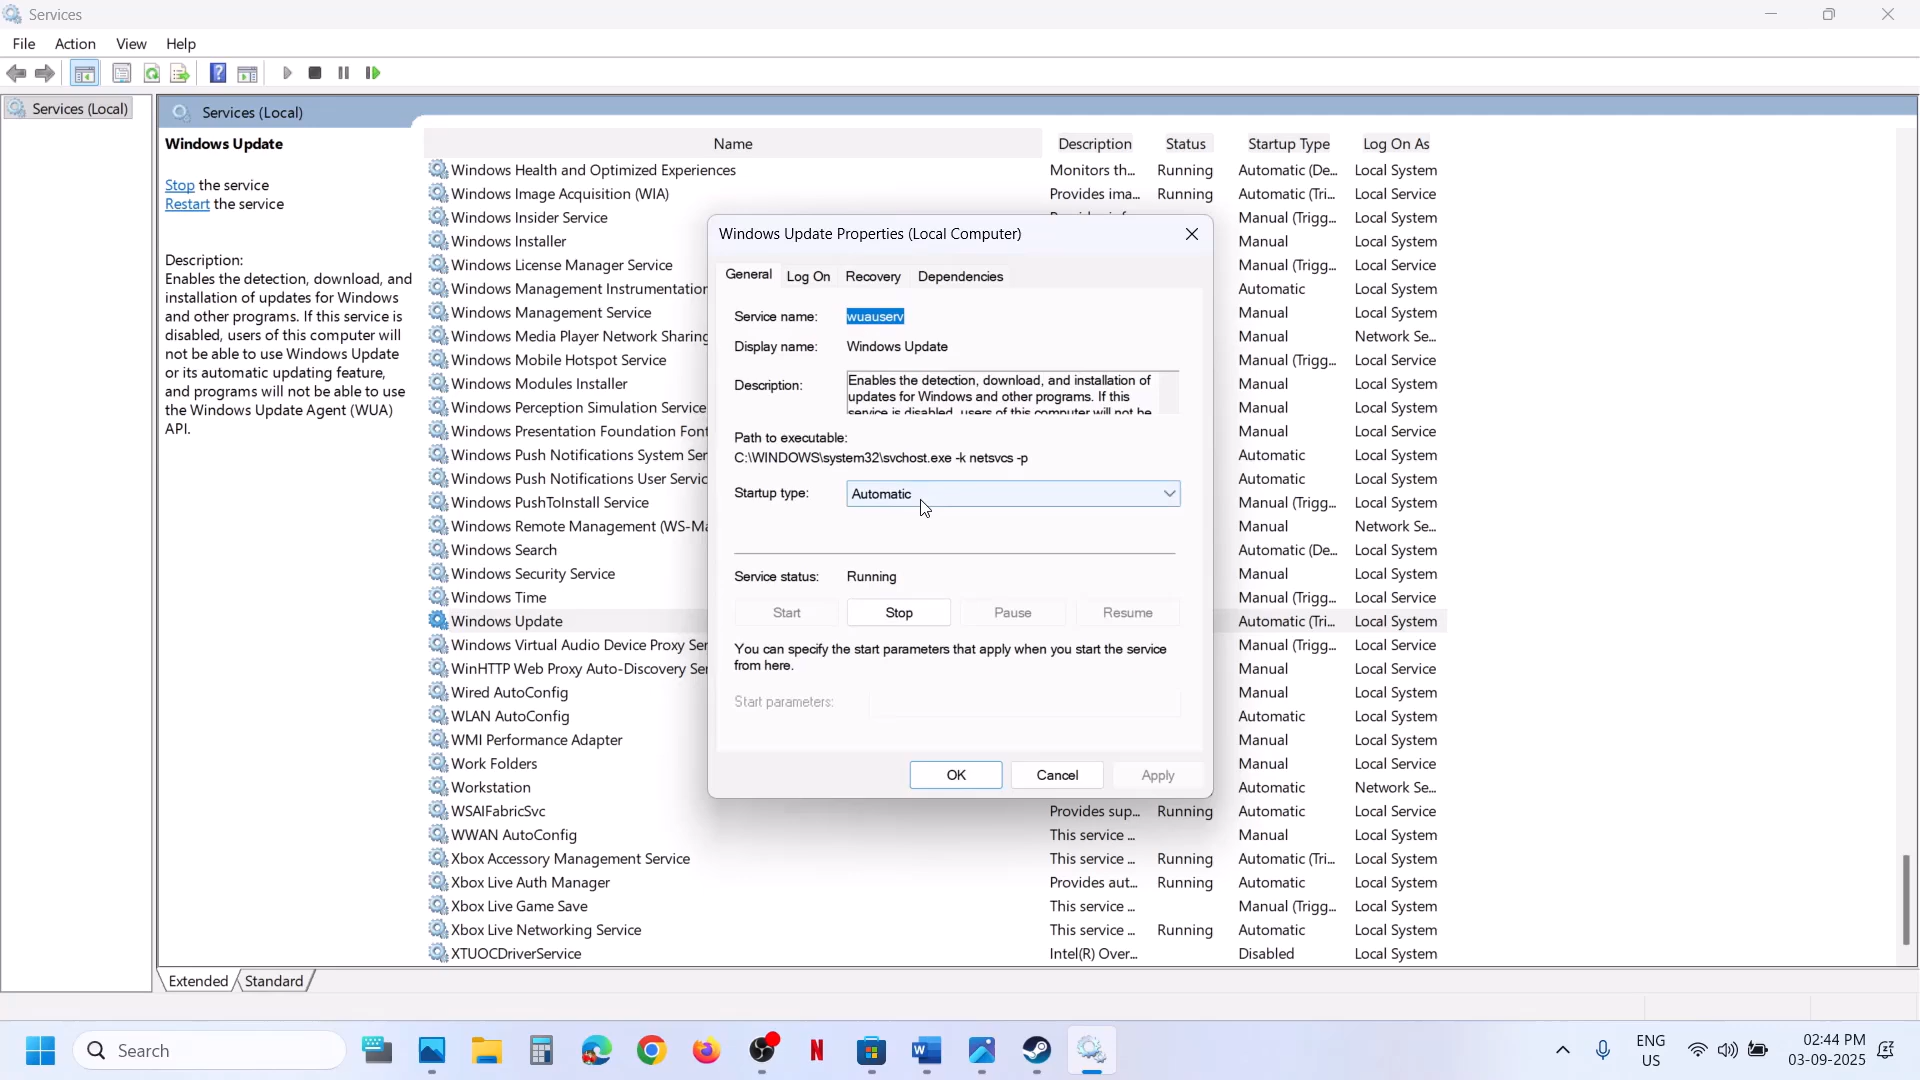 Services
File Action View Help
Services (Local)
Services (Local)
Windows Update
Stop the service
Restart the service
Description:
Enables the detection, download, and
installation of updates for Windows
and other programs. If this service is
disabled, users of this computer will
not be able to use Windows Update
or its automatic updating feature,
and programs will not be able to use
the Windows Update Agent (WUA)
API.
Name Description Status Startup Type Log On As
Windows Health and Optimized Experiences Monitors th... Running Automatic (De... Local System
Windows Image Acquisition (WIA) Provides ima... Running Automatic (Tri... Local Service
Windows Insider Service Manual (Trigg... Local System
Windows Installer Manual Local System
Windows License Manager Service Manual (Trigg... Local Service
Windows Management Instrumentation Automatic Local System
Windows Management Service Manual Local System
Windows Media Player Network Sharing Manual Network Se...
Windows Mobile Hotspot Service Manual (Trigg... Local Service
Windows Modules Installer Manual Local System
Windows Perception Simulation Service Manual Local System
Windows Presentation Foundation Font Manual Local Service
Windows Push Notifications System Ser Automatic Local System
Windows Push Notifications User Servic Automatic Local System
Windows PushToInstall Service Manual (Trigg... Local System
Windows Remote Management (WS-Ma Manual Network Se...
Windows Search Automatic (De... Local System
Windows Security Service Manual Local System
Windows Time Manual (Trigg... Local Service
Windows Update Automatic (Tri... Local System
Windows Virtual Audio Device Proxy Ser Manual (Trigg... Local System
WinHTTP Web Proxy Auto-Discovery Ser Manual Local Service
Wired AutoConfig Manual Local System
WLAN AutoConfig Automatic Local System
WMI Performance Adapter Manual Local System
Work Folders Manual Local Service
Workstation Automatic Network Se...
WSAIFabricSvc Provides sup... Running Automatic Local Service
WWAN AutoConfig This service ... Manual Local System
Xbox Accessory Management Service This service ... Running Automatic (Tri... Local System
Xbox Live Auth Manager Provides aut... Running Automatic Local System
Xbox Live Game Save This service ... Manual (Trigg... Local System
Xbox Live Networking Service This service ... Running Automatic Local System
XTUOCDriverService Intel(R) Over... Disabled Local System
Windows Update Properties (Local Computer)
General Log On Recovery Dependencies
Service name: wuauserv
Display name: Windows Update
Description: Enables the detection, download, and installation of
updates for Windows and other programs. If this
service is disabled, users of this computer will not be
Path to executable:
C:\WINDOWS\system32\svchost.exe -k netsvcs -p
Startup type: Automatic
Service status: Running
Start Stop Pause Resume
You can specify the start parameters that apply when you start the service
from here.
Start parameters:
OK Cancel Apply
Extended Standard
Search
ENG
US
02:44 PM
03-09-2025